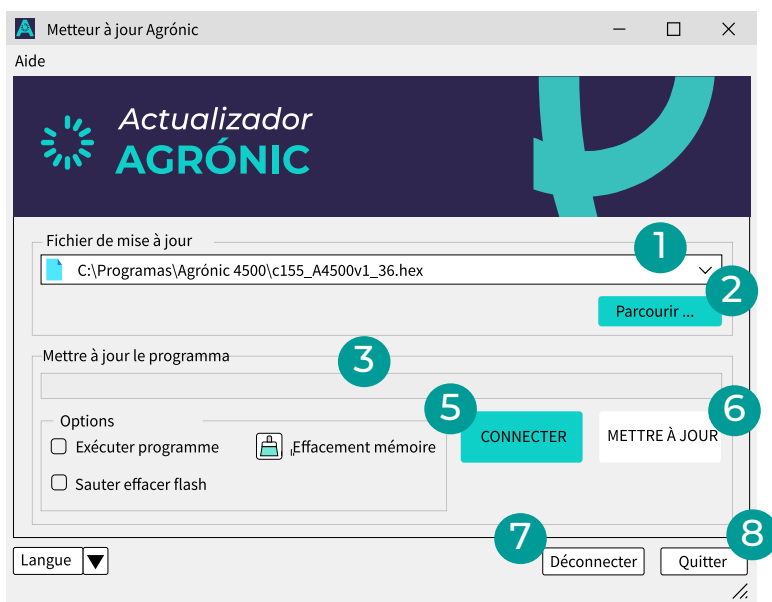 Metteur à jour Agrónic
Aide
Actualizador
AGRÓNIC
Fichier de mise à jour
1
C:\Programas\Agrónic 4500\c155_A4500v1_36.hex
2
Parcourir ...
Mettre à jour le programma
3
Options
5
6
Exécuter programme
Effacement mémoire
CONNECTER
METTRE À JOUR
Sauter effacer flash
7
8
Langue
Déconnecter
Quitter